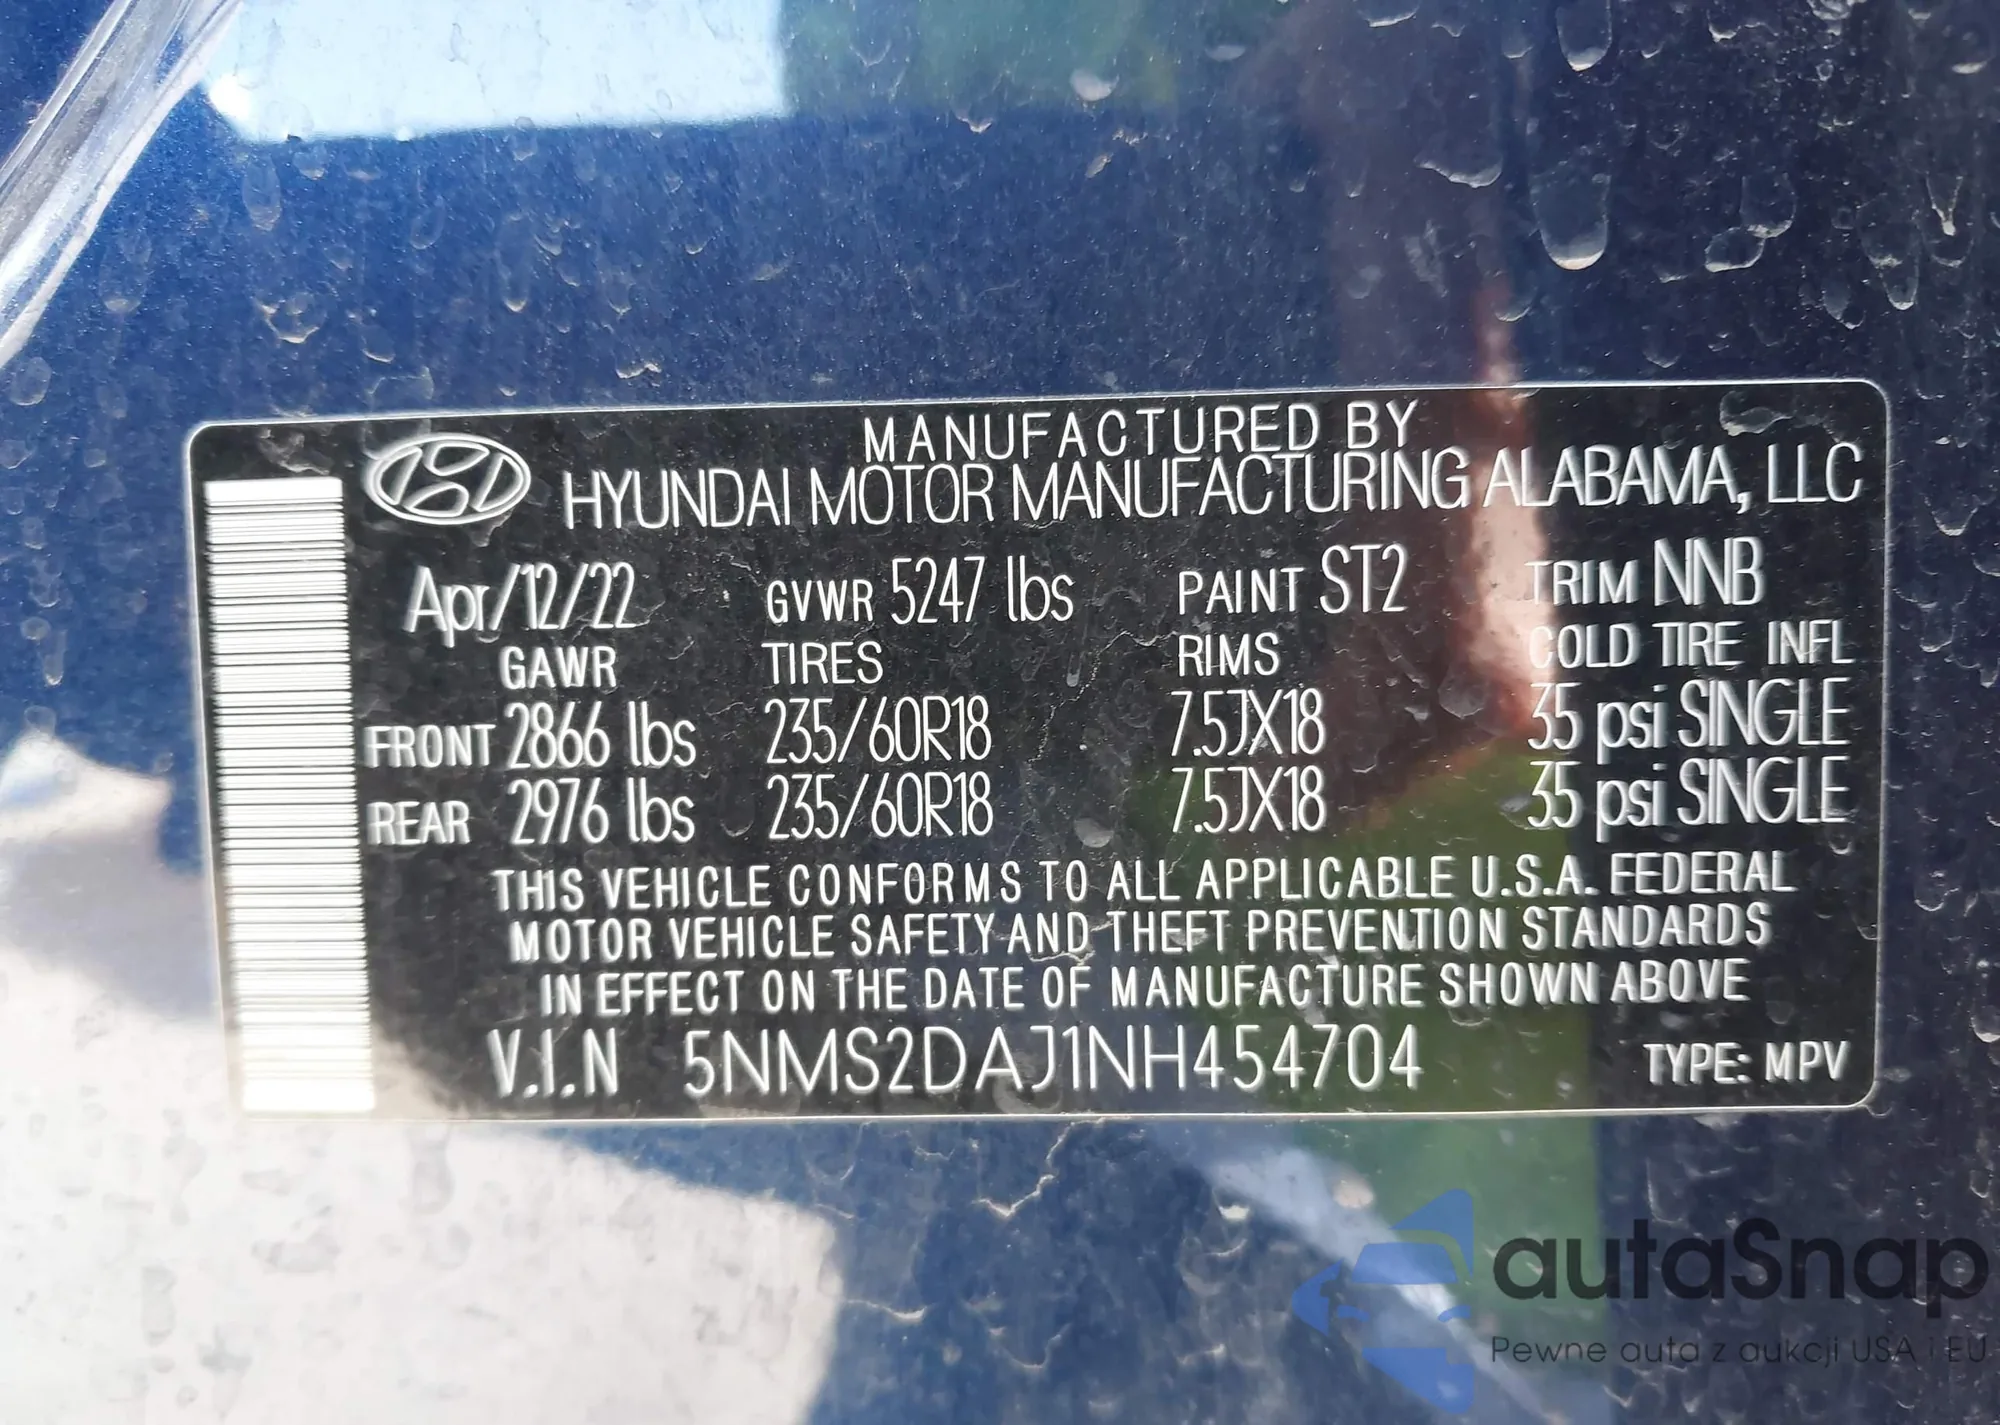 MANUFACTURED BY
HYUNDAI MOTOR MANUFACTURING ALABAMA, LLC
Apr/12/22 GVWR 5247 lbs PAINT ST2 TRIM NNB
GAWR TIRES RIMS COLD TIRE INFL
FRONT 2866 lbs 235/60R18 7.5JX18 35 psi SINGLE
REAR 2976 lbs 235/60R18 7.5JX18 35 psi SINGLE
THIS VEHICLE CONFORMS TO ALL APPLICABLE U.S.A. FEDERAL
MOTOR VEHICLE SAFETY AND THEFT PREVENTION STANDARDS
IN EFFECT ON THE DATE OF MANUFACTURE SHOWN ABOVE
V.I.N 5NMS2DAJ1NH454704 TYPE: MPV
autaSnap
Pewne auta z aukcji USA i EU